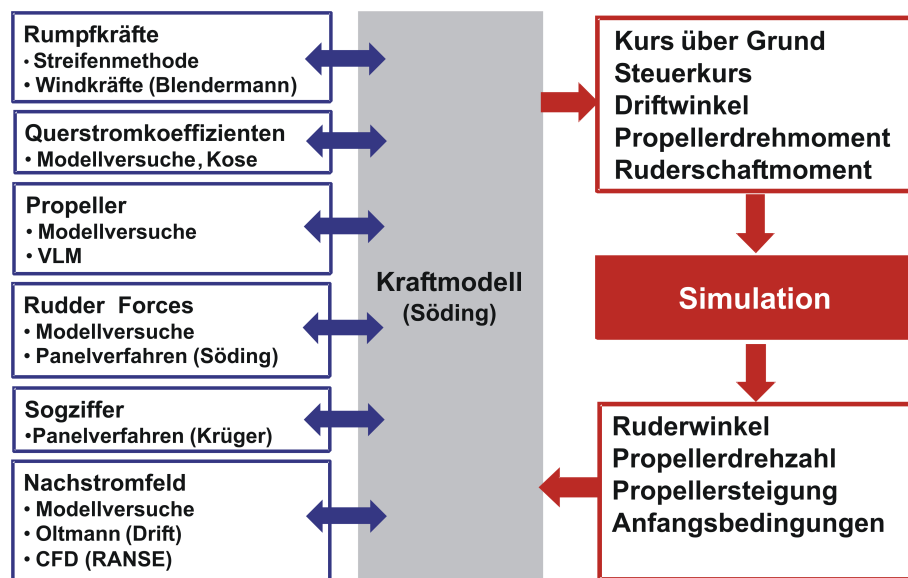 Rumpfkräfte
• Streifenmethode
• Windkräfte (Blendermann)
Querstromkoeffizienten
• Modellversuche, Kose
Propeller
• Modellversuche
• VLM
Rudder Forces
• Modellversuche
• Panelverfahren (Söding)
Sogziffer
•Panelverfahren (Krüger)
Nachstromfeld
• Modellversuche
• Oltmann (Drift)
• CFD (RANSE)
Kraftmodell
(Söding)
Kurs über Grund
Steuerkurs
Driftwinkel
Propellerdrehmoment
Ruderschaftmoment
Simulation
Ruderwinkel
Propellerdrehzahl
Propellersteigung
Anfangsbedingungen